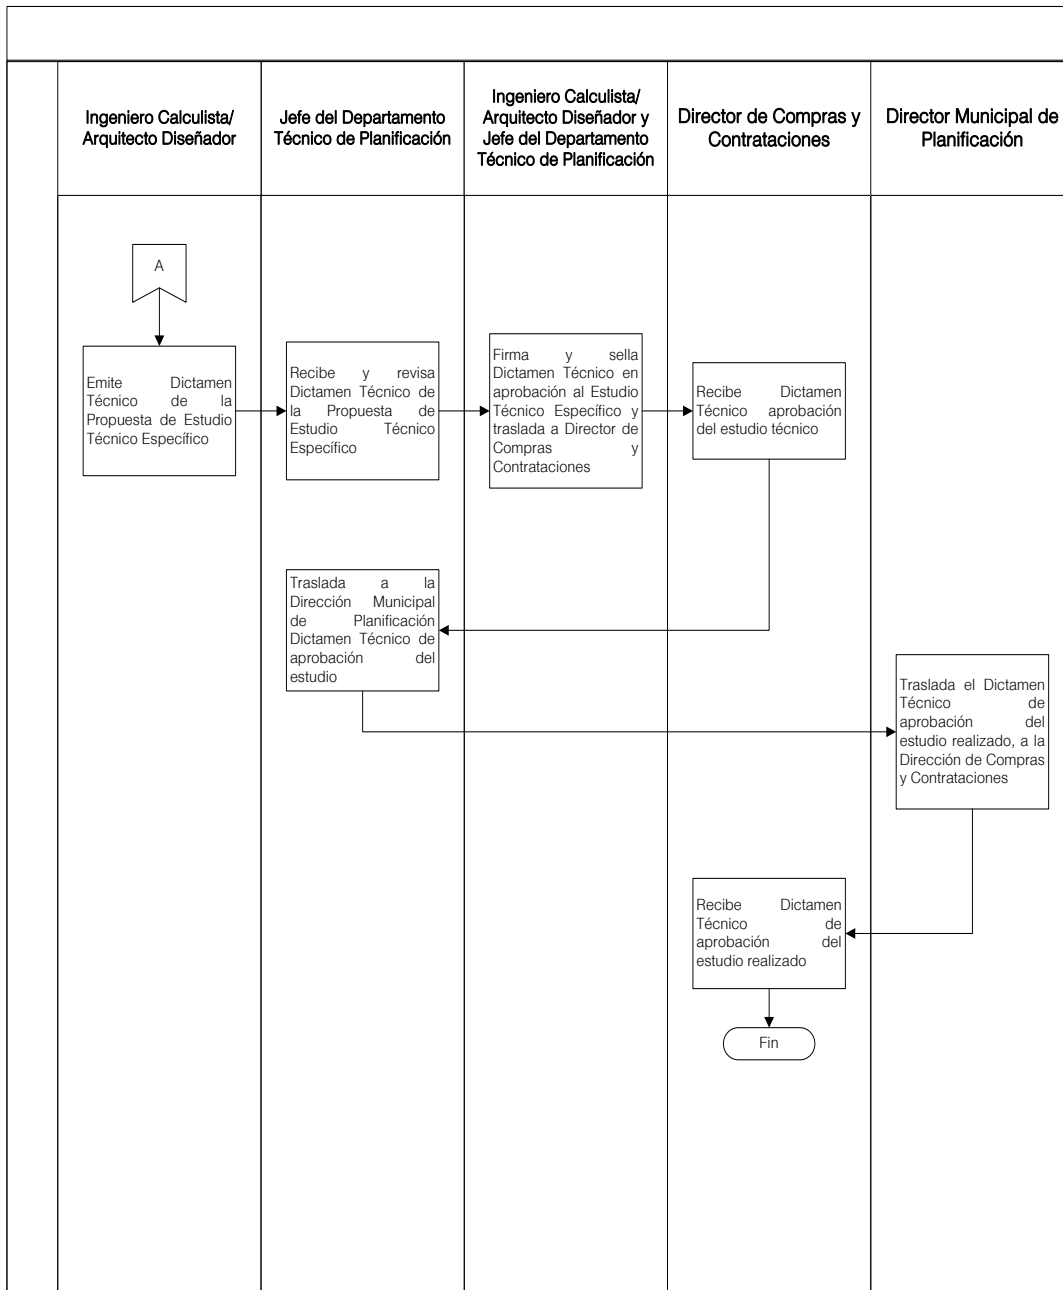 Ingeniero Calculista/
Arquitecto Diseñador
Jefe del Departamento
Técnico de Planificación
Ingeniero Calculista/
Arquitecto Diseñador y
Jefe del Departamento
Técnico de Planificación
Director de Compras y
Contrataciones
Director Municipal de
Planificación
A
Emite Dictamen
Técnico de la
Propuesta de Estudio
Técnico Específico
Recibe y revisa
Dictamen Técnico de
la Propuesta de
Estudio Técnico
Específico
Firma y sella
Dictamen Técnico en
aprobación al Estudio
Técnico Específico y
traslada a Director de
Compras y
Contrataciones
Recibe Dictamen
Técnico aprobación
del estudio técnico
Traslada a la
Dirección Municipal
de Planificación
Dictamen Técnico de
aprobación del
estudio
Traslada el Dictamen
Técnico de
aprobación del
estudio realizado, a la
Dirección de Compras
y Contrataciones
Recibe Dictamen
Técnico de
aprobación del
estudio realizado
Fin